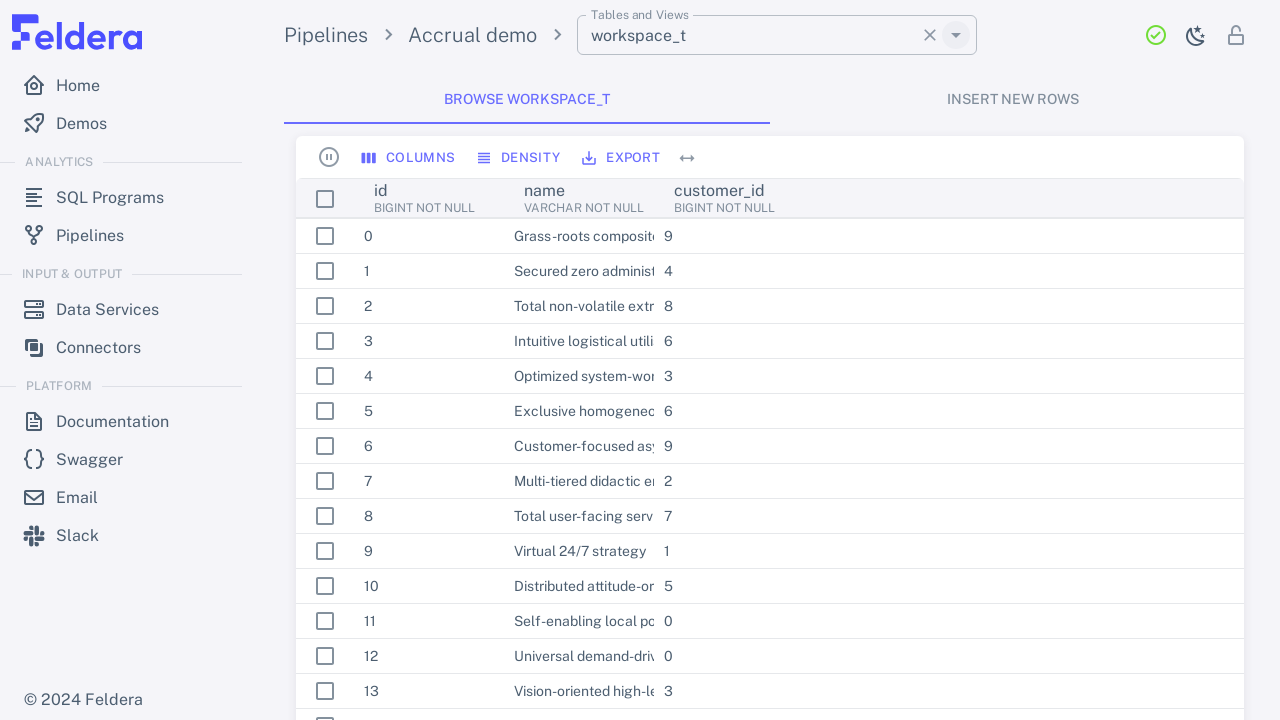 Feldera
Pipelines
Accrual demo
Tables and Views
workspace_t
Home
Demos
ANALYTICS
SQL Programs
Pipelines
INPUT & OUTPUT
Data Services
Connectors
PLATFORM
Documentation
Swagger
Email
Slack
© 2024 Feldera
BROWSE WORKSPACE_T
INSERT NEW ROWS
COLUMNS DENSITY EXPORT
id name customer_id
BIGINT NOT NULL VARCHAR NOT NULL BIGINT NOT NULL
0 Grass-roots composite 9
1 Secured zero administ 4
2 Total non-volatile extr 8
3 Intuitive logistical utili 6
4 Optimized system-wor 3
5 Exclusive homogeneo 6
6 Customer-focused asy 9
7 Multi-tiered didactic e 2
8 Total user-facing serv 7
9 Virtual 24/7 strategy 1
10 Distributed attitude-or 5
11 Self-enabling local po 0
12 Universal demand-driv 0
13 Vision-oriented high-le 3